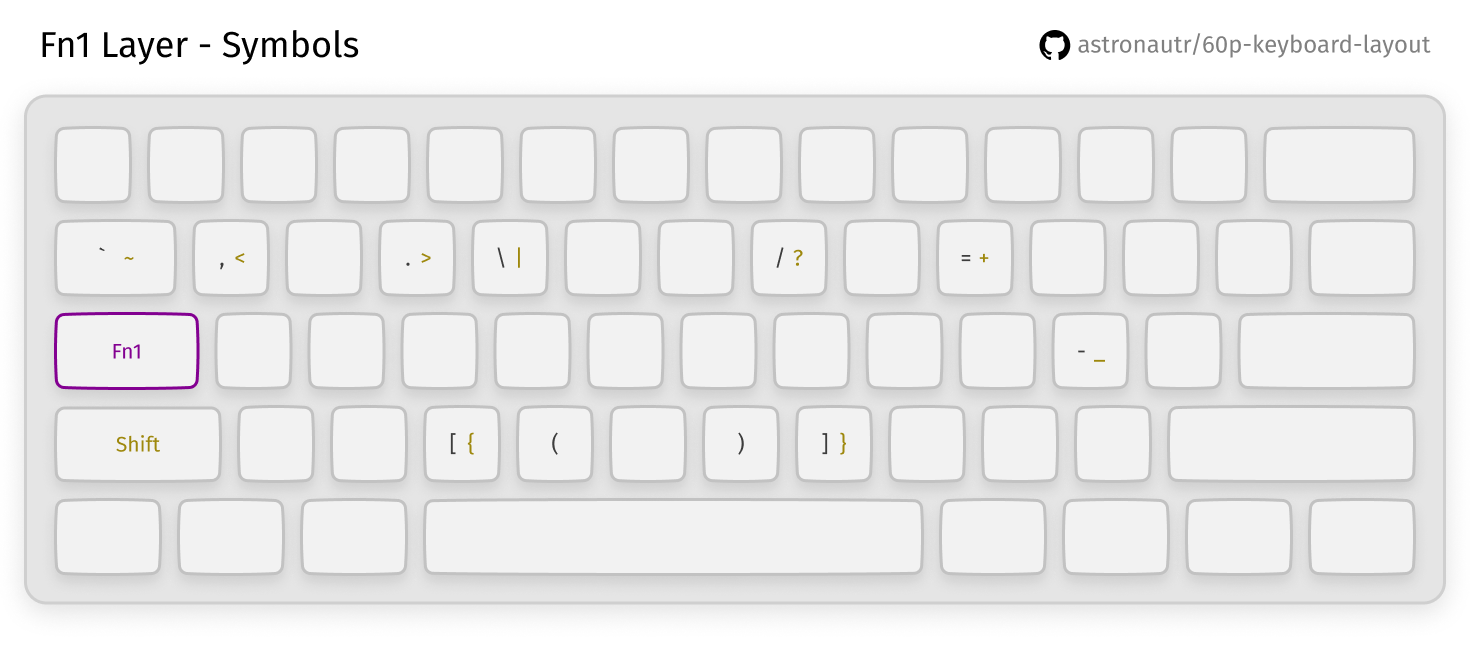 Fn1 Layer - Symbols
astronautr/60p-keyboard-layout
` ~ , < . > \ | / ? = +
Fn1 - _
Shift [ { ( ) ] }